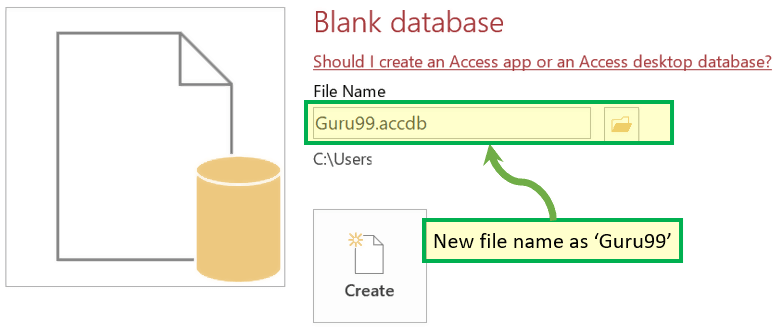 Blank database
Should I create an Access app or an Access desktop database?
File Name
Guru99.accdb
C:\Users
New file name as ‘Guru99’
Create